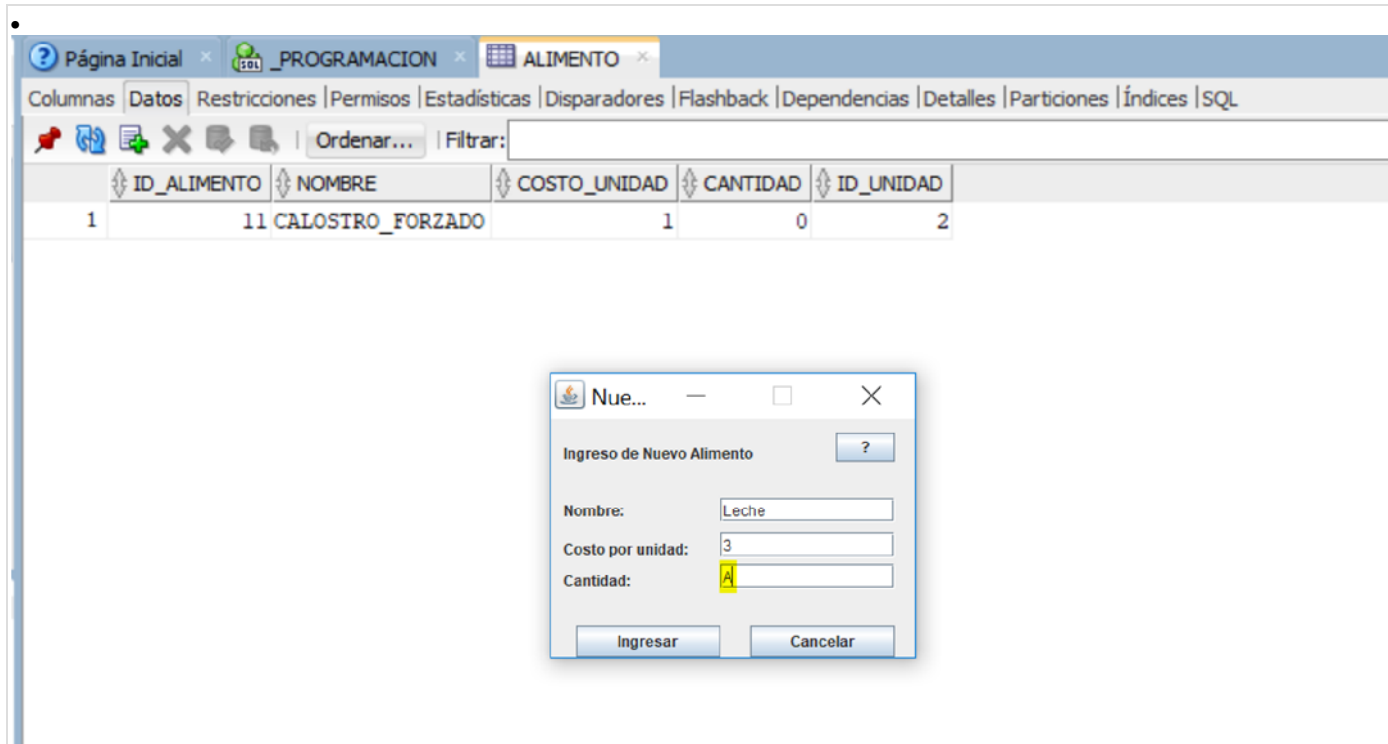 Página Inicial _PROGRAMACION ALIMENTO
Columnas Datos Restricciones |Permisos |Estadísticas |Disparadores |Flashback |Dependencias |Detalles |Particiones |Índices |SQL
Ordenar... Filtrar:
ID_ALIMENTO NOMBRE COSTO_UNIDAD CANTIDAD ID_UNIDAD
1 11 CALOSTRO_FORZADO 1 0 2
Nue...
Ingreso de Nuevo Alimento ?
Nombre: Leche
Costo por unidad: 3
Cantidad: A
Ingresar Cancelar